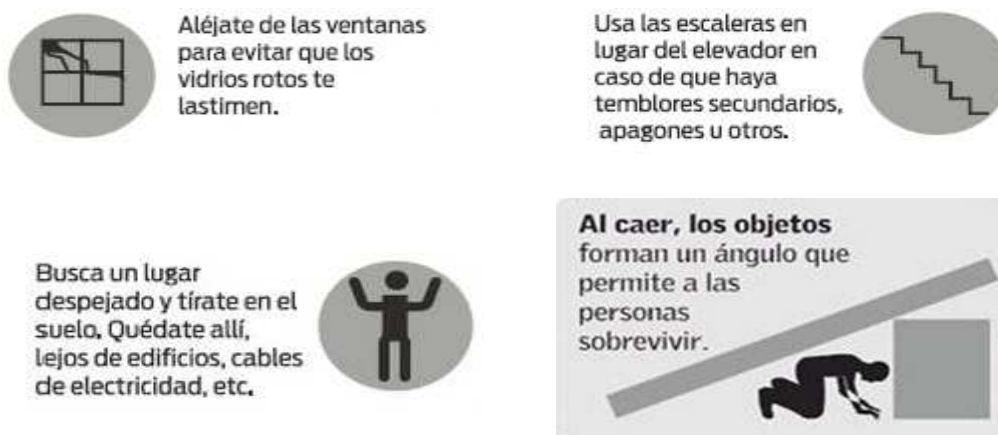 Aléjate de las ventanas
para evitar que los
vidrios rotos te
lastimen.
Usa las escaleras en
lugar del elevador en
caso de que haya
temblores secundarios,
apagones u otros.
Busca un lugar
despejado y tírate en el
suelo. Quédate allí,
lejos de edificios, cables
de electricidad, etc.
Al caer, los objetos
forman un ángulo que
permite a las
personas
sobrevivir.